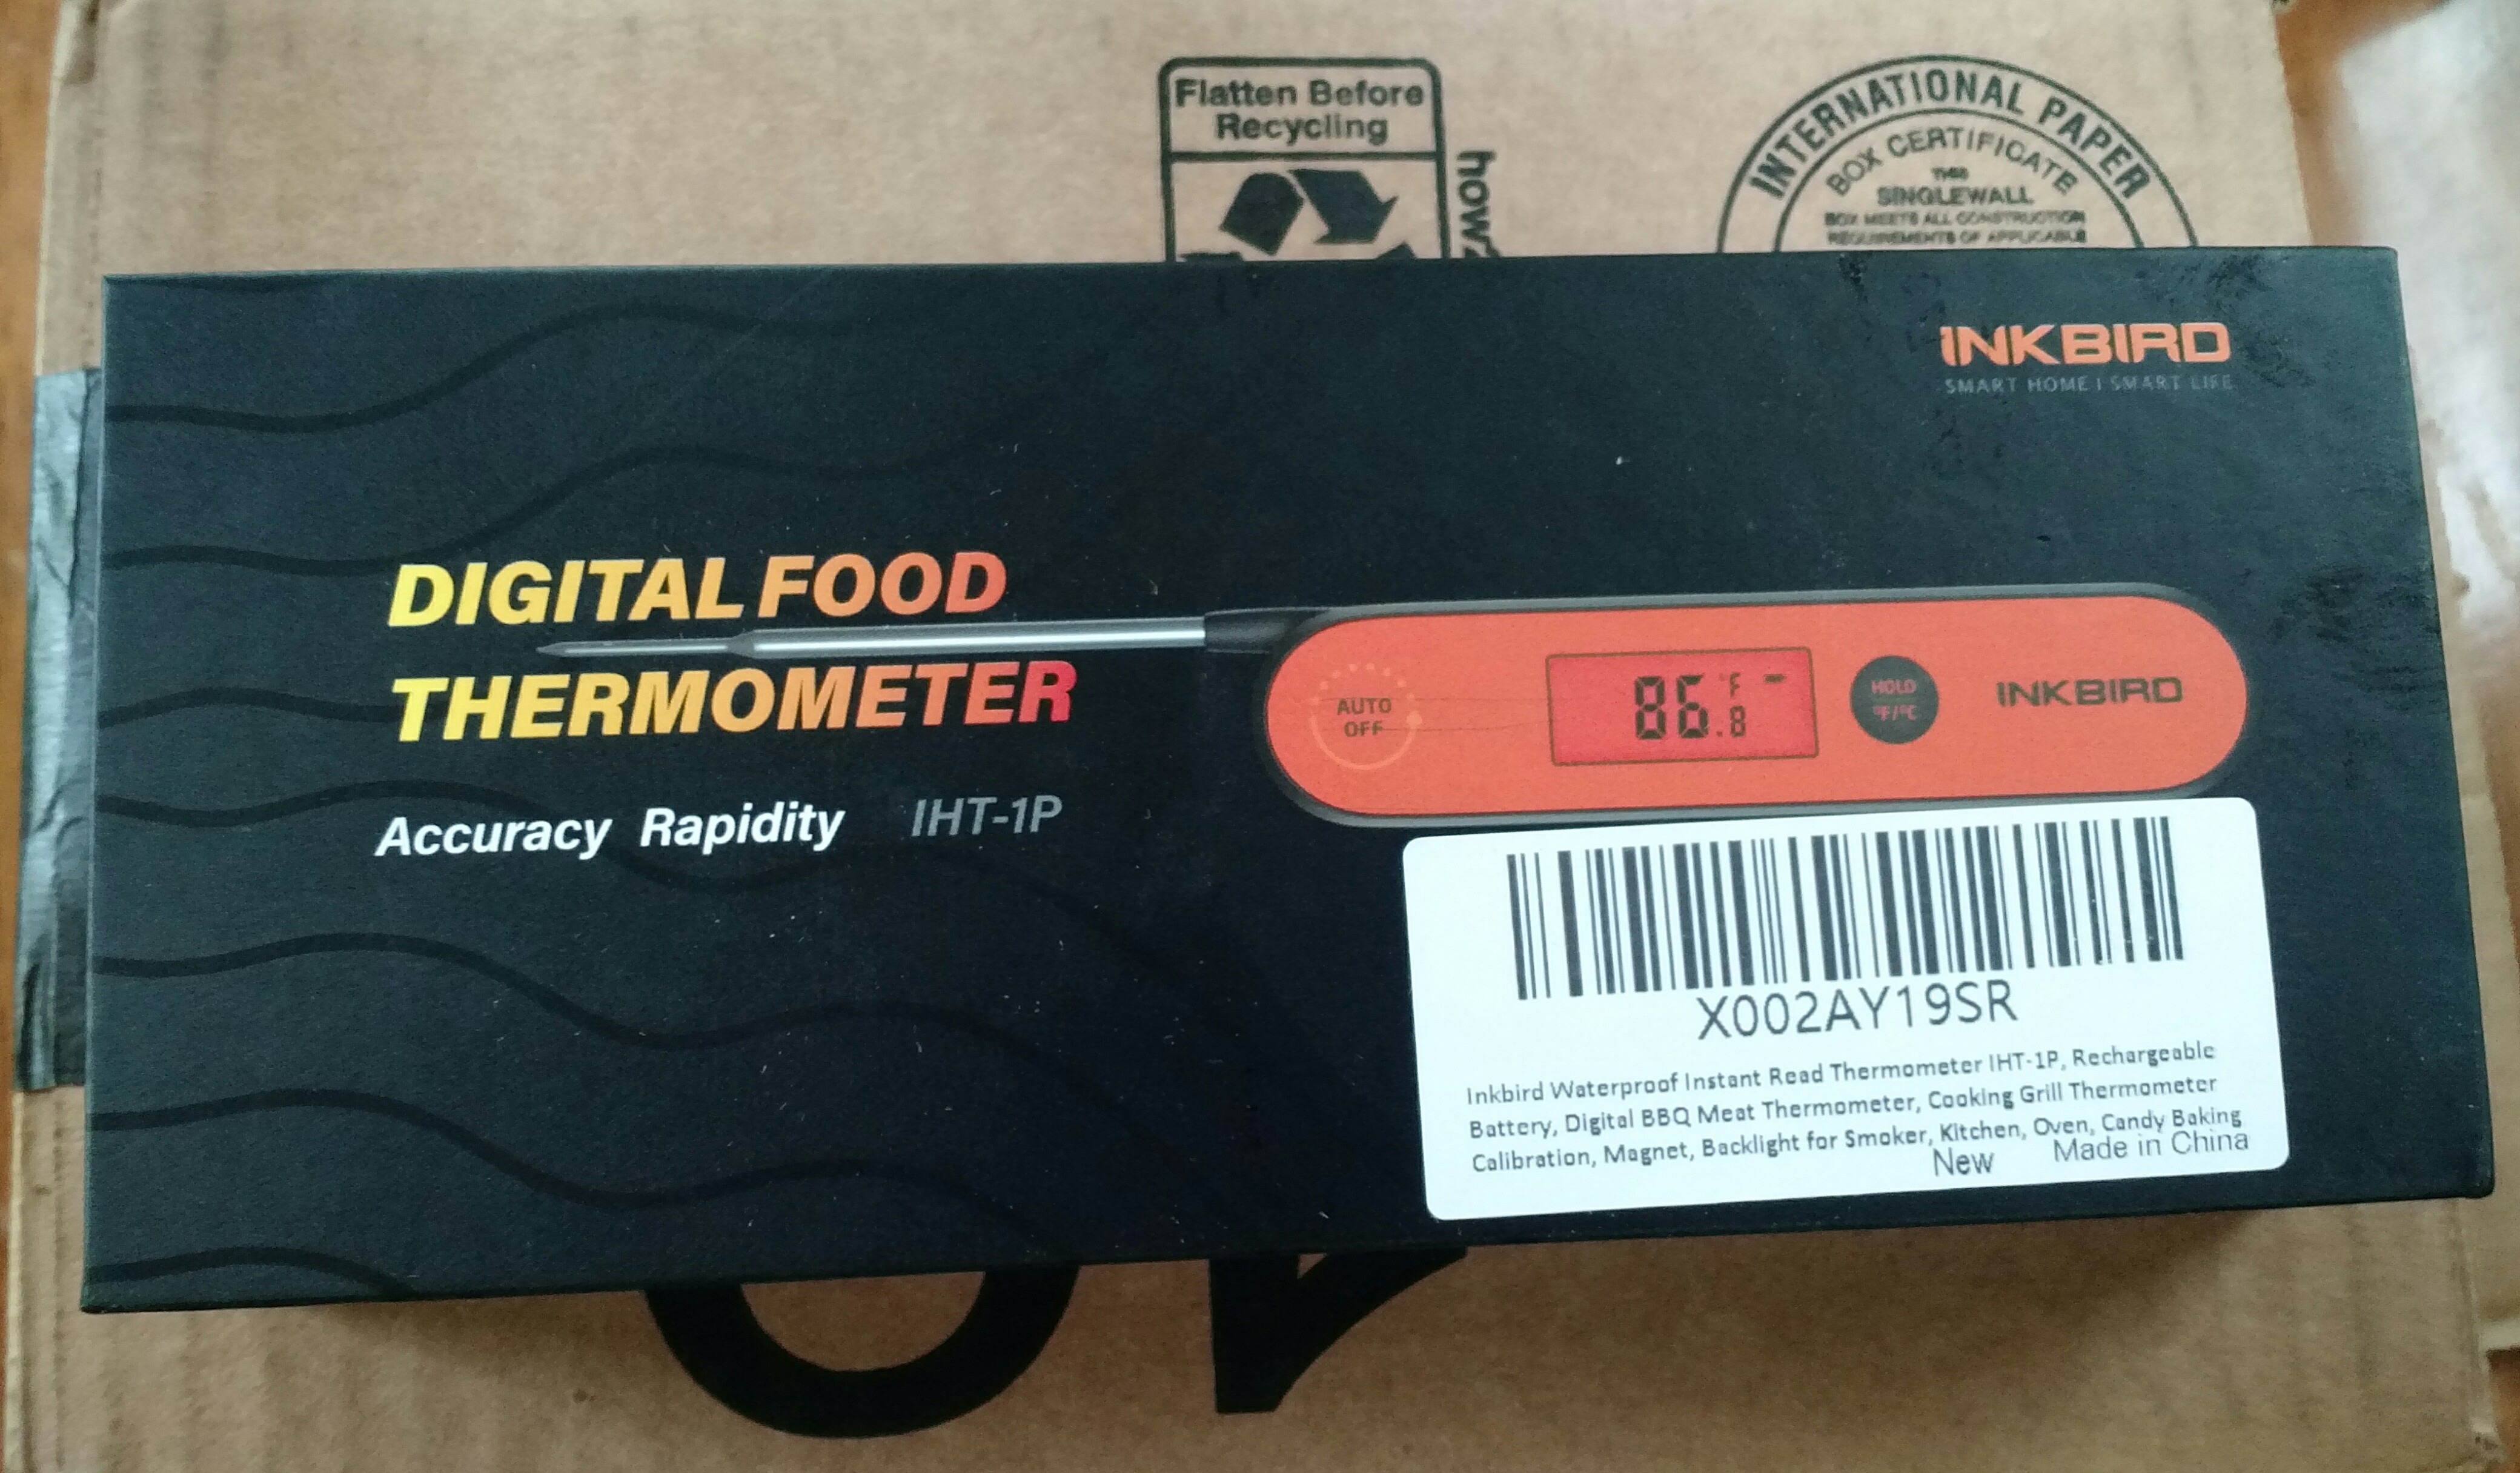 Flatten Before
Recycling
how2
INTERNATIONAL PAPER
BOX CERTIFICATE
THIS
SINGLEWALL
BOX MEETS ALL CONSTRUCTION
REQUIREMENTS OF APPLICABLE
INKBIRD
SMART HOME | SMART LIFE
DIGITAL FOOD
THERMOMETER
Accuracy Rapidity IHT-1P
AUTO
OFF
86.8 °F
HOLD
°F/°C
INKBIRD
X002AY19SR
Inkbird Waterproof Instant Read Thermometer IHT-1P, Rechargeable
Battery, Digital BBQ Meat Thermometer, Cooking Grill Thermometer
Calibration, Magnet, Backlight for Smoker, Kitchen, Oven, Candy Baking
New Made in China